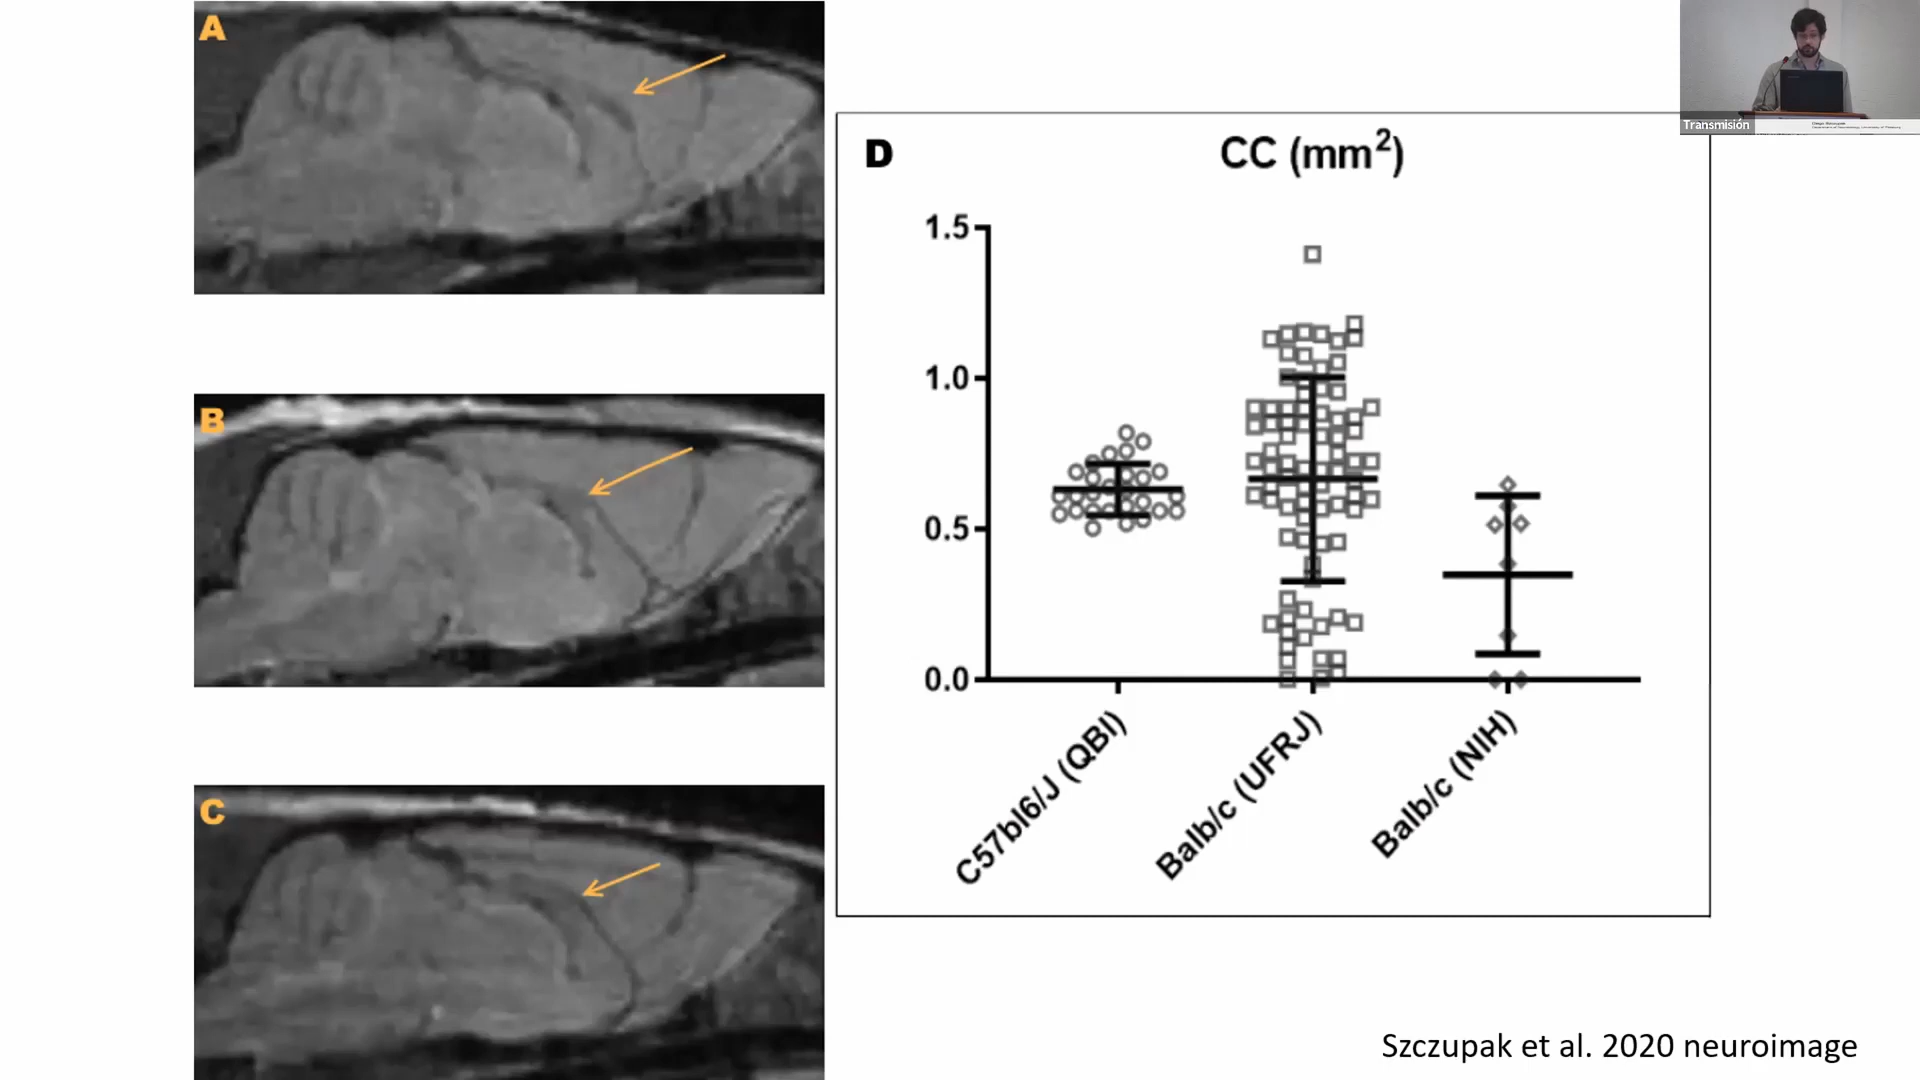 A
B
C
D
CC (mm²)
1.5
1.0
0.5
0.0
C57bl6/J (QBI)
Balb/c (UFRJ)
Balb/c (NIH)
Szczupak et al. 2020 neuroimage
Transmisión